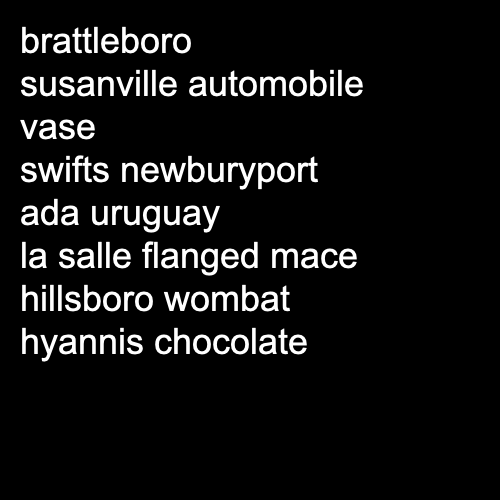 brattleboro
susanville automobile
vase
swifts newburyport
ada uruguay
la salle flanged mace
hillsboro wombat
hyannis chocolate